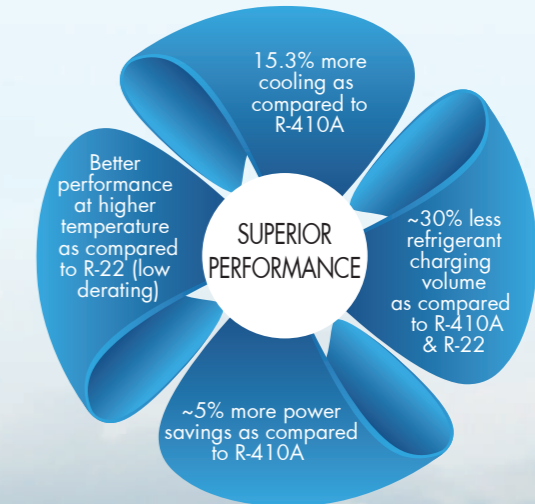 15.3% more
cooling as
compared to
R-410A
Better
performance
at higher
temperature
as compared
to R-22 (low
derating)
SUPERIOR
PERFORMANCE
~30% less
refrigerant
charging
volume
as compared
to R-410A
& R-22
~5% more power
savings as compared
to R-410A